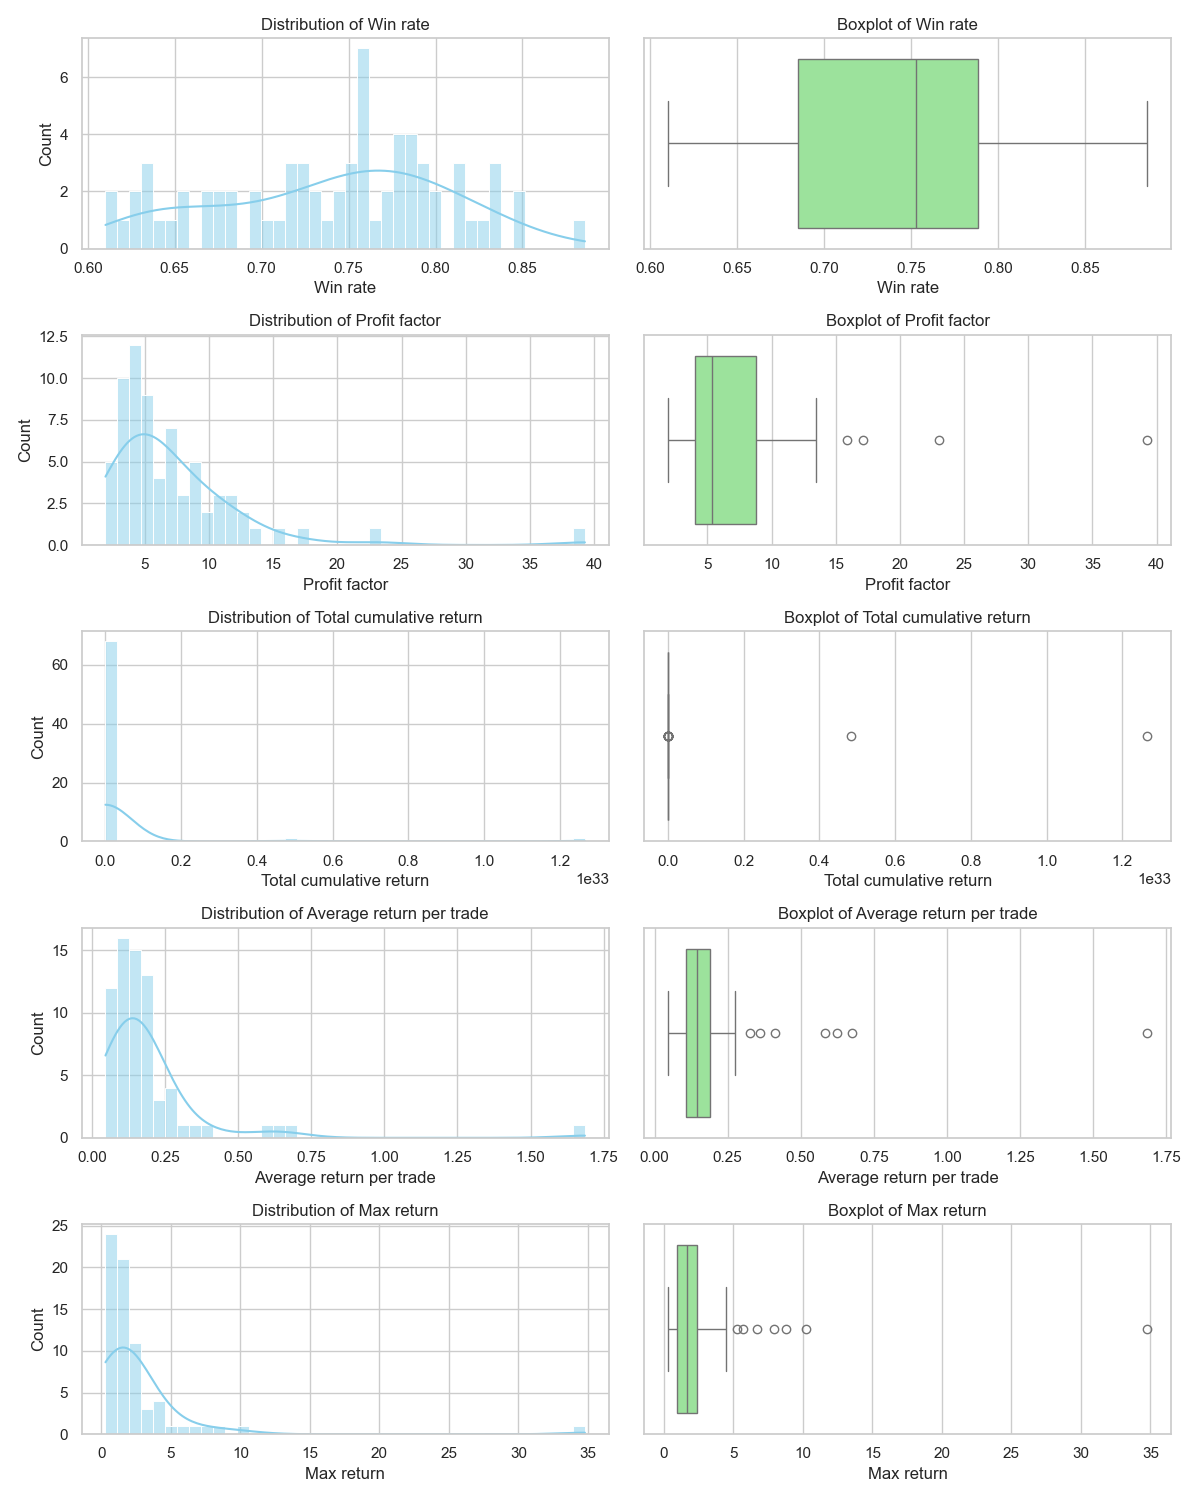 Distribution of Win rate
Boxplot of Win rate
6
4
2
0
Count
0.60 0.65 0.70 0.75 0.80 0.85
Win rate
0.60 0.65 0.70 0.75 0.80 0.85
Win rate
Distribution of Profit factor
Boxplot of Profit factor
12.5
10.0
7.5
5.0
2.5
0.0
Count
5 10 15 20 25 30 35 40
Profit factor
5 10 15 20 25 30 35 40
Profit factor
Distribution of Total cumulative return
Boxplot of Total cumulative return
60
40
20
0
Count
0.0 0.2 0.4 0.6 0.8 1.0 1.2
1e33
Total cumulative return
0.0 0.2 0.4 0.6 0.8 1.0 1.2
1e33
Total cumulative return
Distribution of Average return per trade
Boxplot of Average return per trade
15
10
5
0
Count
0.00 0.25 0.50 0.75 1.00 1.25 1.50 1.75
Average return per trade
0.00 0.25 0.50 0.75 1.00 1.25 1.50 1.75
Average return per trade
Distribution of Max return
Boxplot of Max return
25
20
15
10
5
0
Count
0 5 10 15 20 25 30 35
Max return
0 5 10 15 20 25 30 35
Max return